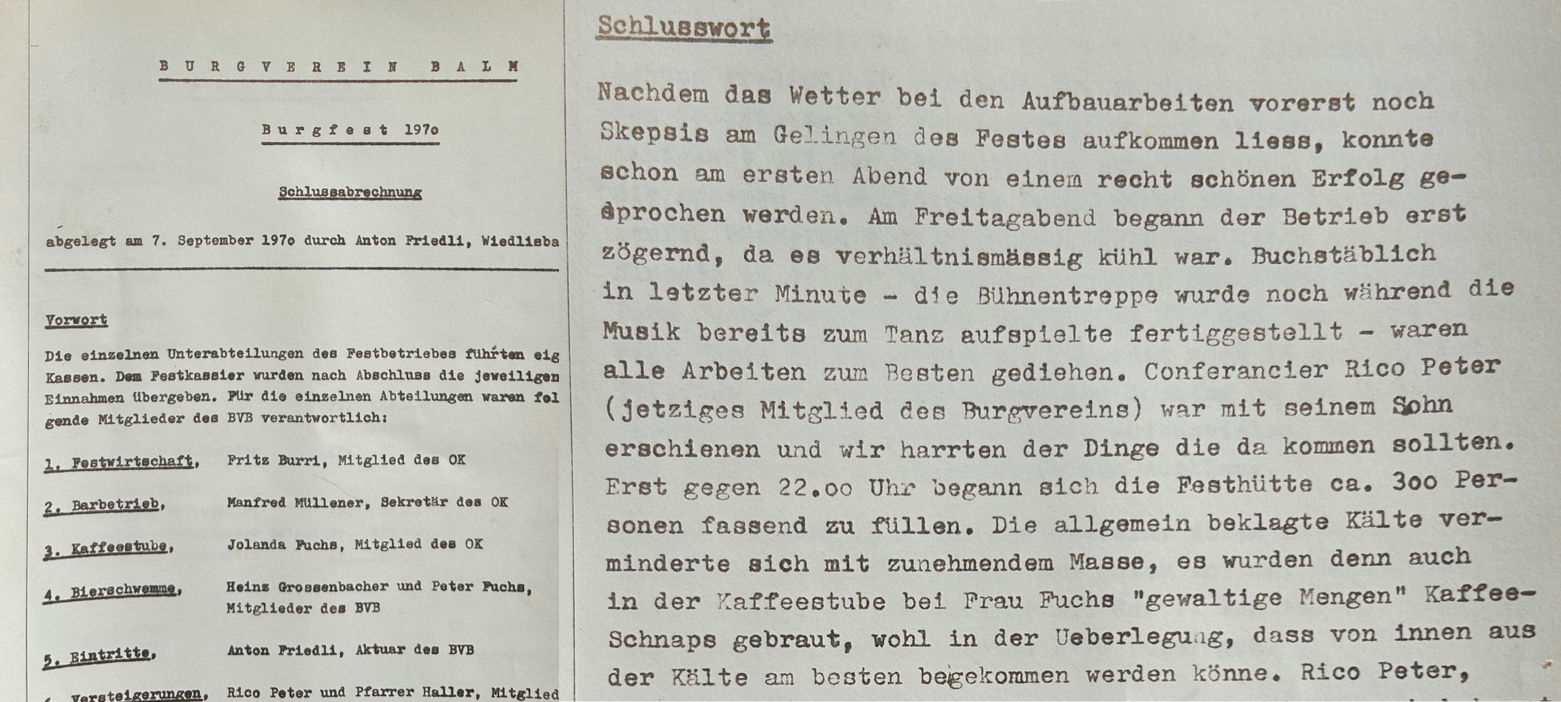 B U R G V E R E I N   B A L M
B u r g f e s t  197o
Schlussabrechnung
abgelegt am 7. September 197o durch Anton Friedli, Wiedlisba
Vorwort
Die einzelnen Unterabteilungen des Festbetriebes führten eig
Kassen. Dem Festkassier wurden nach Abschluss die jeweiligen
Einnahmen übergeben. Für die einzelnen Abteilungen waren fol
gende Mitglieder des BVB verantwortlich:
1. Festwirtschaft, Fritz Burri, Mitglied des OK
2. Barbetrieb, Manfred Müllener, Sekretär des OK
3. Kaffeestube, Jolanda Fuchs, Mitglied des OK
4. Bierschwemme, Heinz Grossenbacher und Peter Fuchs,
Mitglieder des BVB
5. Eintritte, Anton Friedli, Aktuar des BVB
Versteigerungen, Rico Peter und Pfarrer Haller, Mitglied
Schlusswort
Nachdem das Wetter bei den Aufbauarbeiten vorerst noch
Skepsis am Gelingen des Festes aufkommen liess, konnte
schon am ersten Abend von einem recht schönen Erfolg ge-
sprochen werden. Am Freitagabend begann der Betrieb erst
zögernd, da es verhältnismässig kühl war. Buchstäblich
in letzter Minute - die Bühnentreppe wurde noch während die
Musik bereits zum Tanz aufspielte fertiggestellt - waren
alle Arbeiten zum Besten gediehen. Conferancier Rico Peter
(jetziges Mitglied des Burgvereins) war mit seinem Sohn
erschienen und wir harrten der Dinge die da kommen sollten.
Erst gegen 22.oo Uhr begann sich die Festhütte ca. 3oo Per-
sonen fassend zu füllen. Die allgemein beklagte Kälte ver-
minderte sich mit zunehmendem Masse, es wurden denn auch
in der Kaffeestube bei Frau Fuchs "gewaltige Mengen" Kaffee-
Schnaps gebraut, wohl in der Ueberlegung, dass von innen aus
der Kälte am besten begekommen werden könne. Rico Peter,